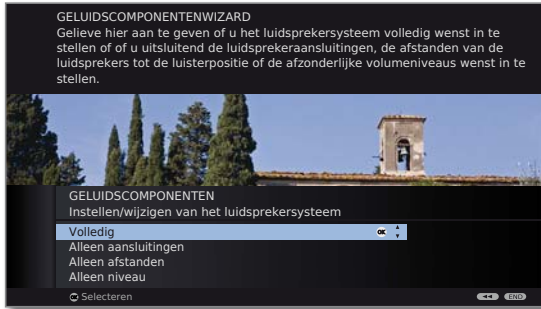 GELUIDSCOMPONENTENWIZARD
Gelieve hier aan te geven of u het luidsprekersysteem volledig wenst in te
stellen of of u uitsluitend de luidsprekeraansluitingen, de afstanden van de
luidsprekers tot de luisterpositie of de afzonderlijke volumeniveaus wenst in te
stellen.
GELUIDSCOMPONENTEN
Instellen/wijzigen van het luidsprekersysteem
Volledig OK
Alleen aansluitingen
Alleen afstanden
Alleen niveau
OK Selecteren END